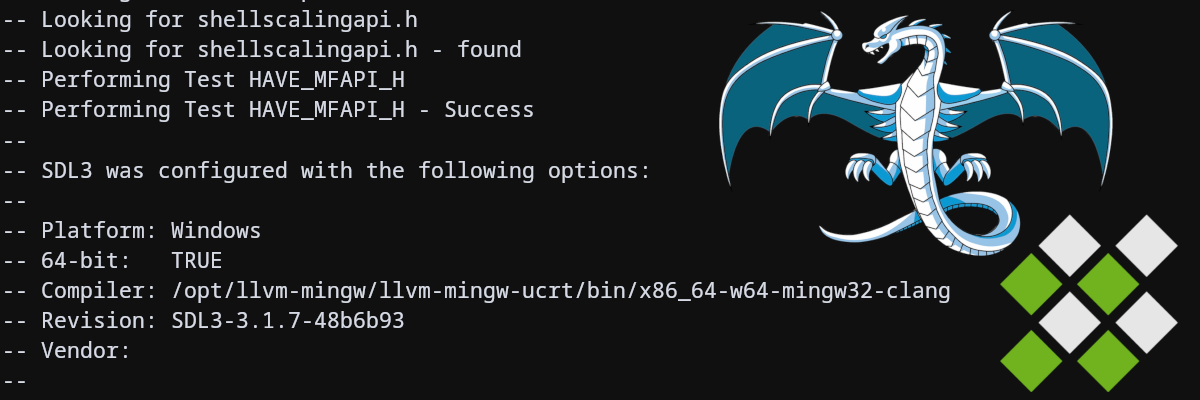 -- Looking for shellscalingapi.h
-- Looking for shellscalingapi.h - found
-- Performing Test HAVE_MFAPI_H
-- Performing Test HAVE_MFAPI_H - Success
--
-- SDL3 was configured with the following options:
--
-- Platform: Windows
-- 64-bit:   TRUE
-- Compiler: /opt/llvm-mingw/llvm-mingw-ucrt/bin/x86_64-w64-mingw32-clang
-- Revision: SDL3-3.1.7-48b6b93
-- Vendor:
--